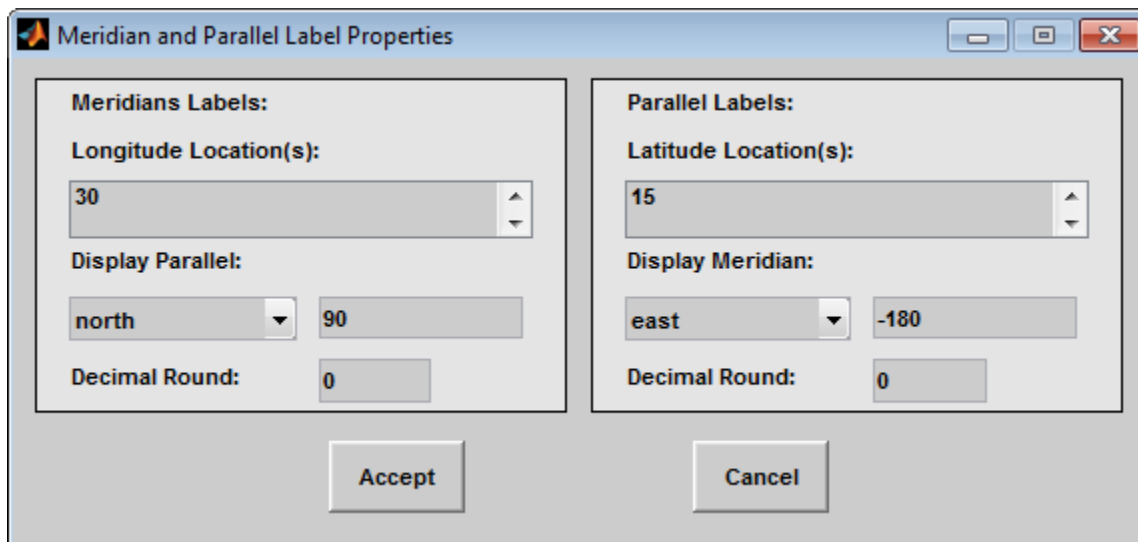 Meridian and Parallel Label Properties
Meridians Labels:
Longitude Location(s):
30
Display Parallel:
north 90
Decimal Round: 0
Parallel Labels:
Latitude Location(s):
15
Display Meridian:
east -180
Decimal Round: 0
Accept Cancel